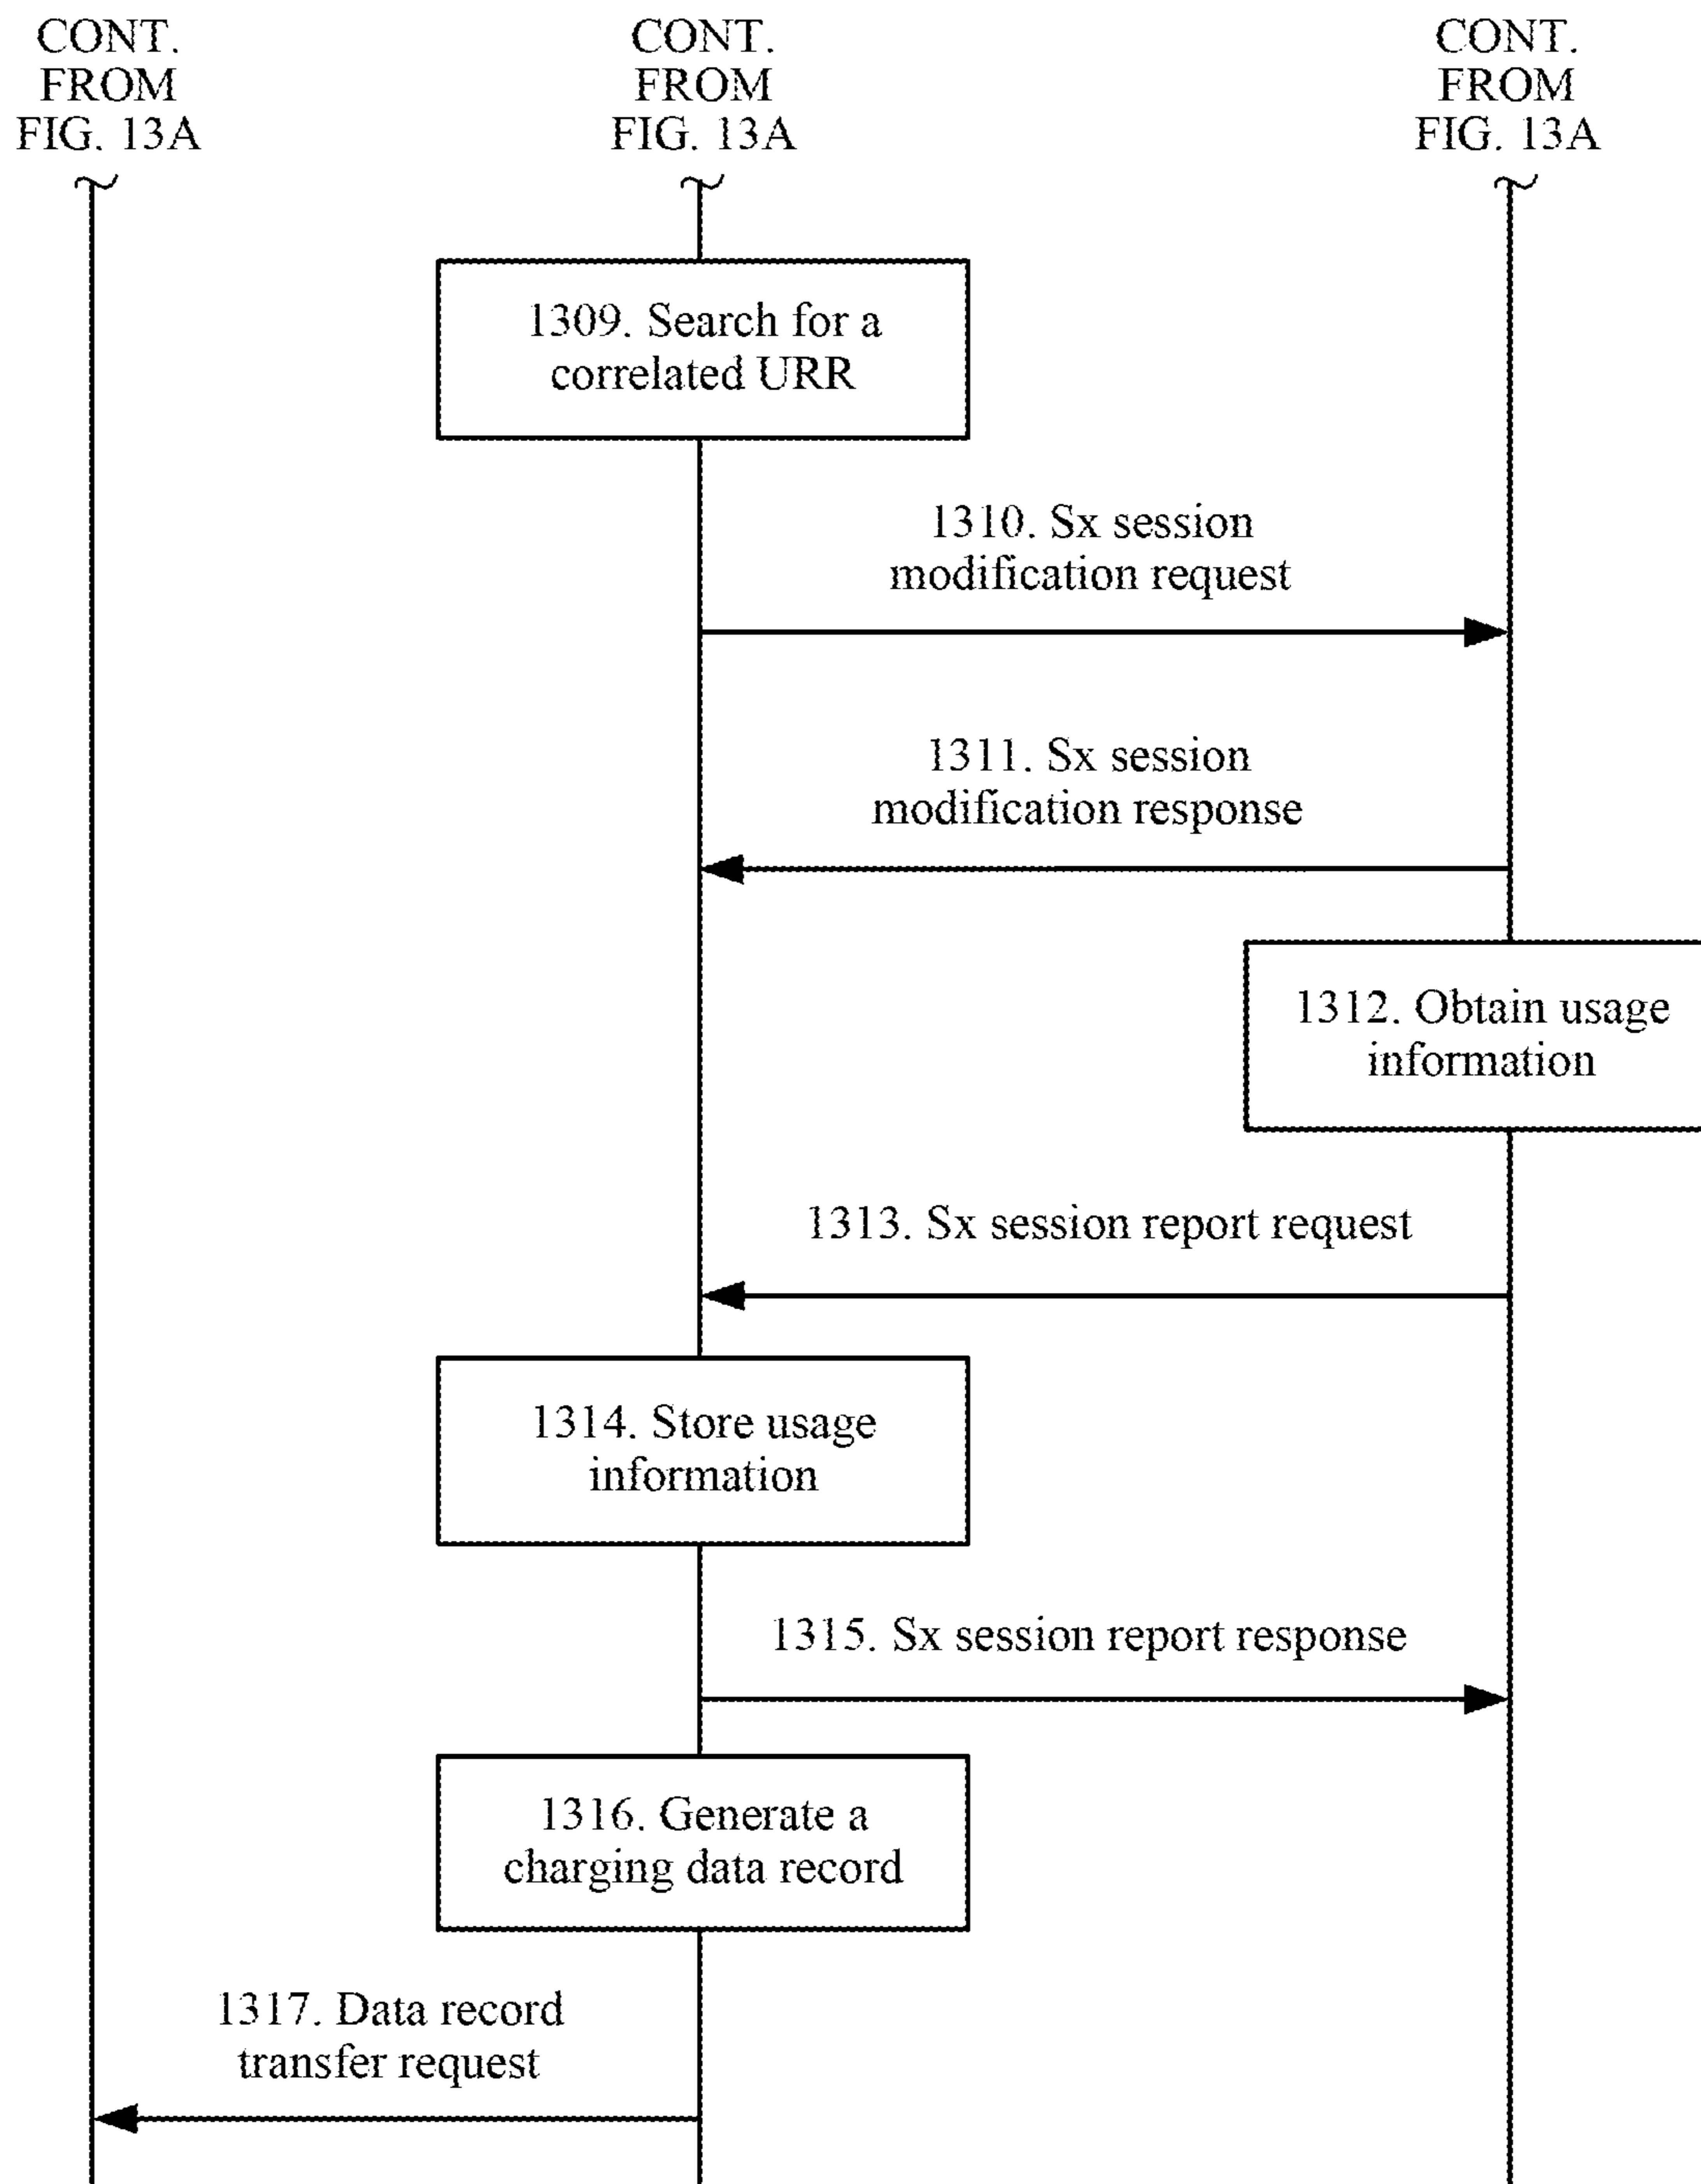 CONT.
FROM
FIG. 13A
CONT.
FROM
FIG. 13A
CONT.
FROM
FIG. 13A
1309. Search for a
correlated URR
1310. Sx session
modification request
1311. Sx session
modification response
1312. Obtain usage
information
1313. Sx session report request
1314. Store usage
information
1315. Sx session report response
1316. Generate a
charging data record
1317. Data record
transfer request